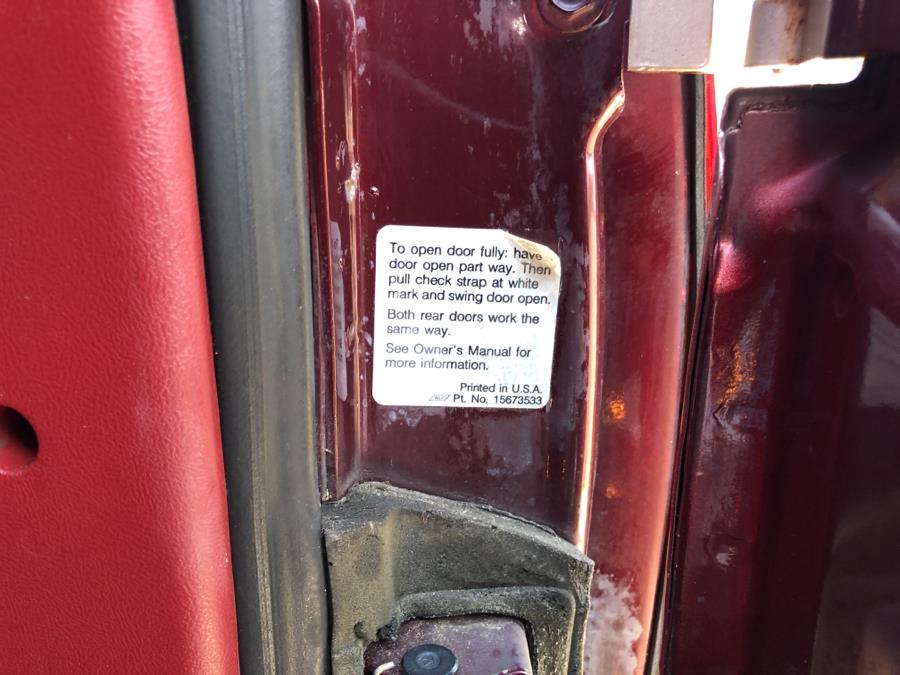 To open door fully: have
door open part way. Then
pull check strap at white
mark and swing door open.
Both rear doors work the
same way.
See Owner's Manual for
more information.
Printed in U.S.A.
Pt. No. 15673533